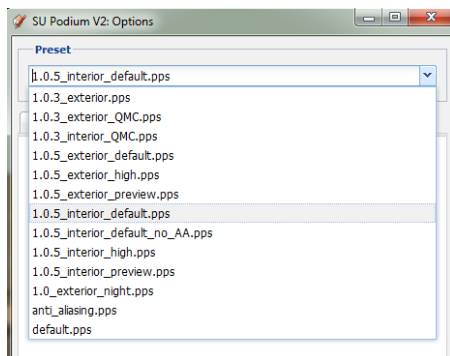 SU Podium V2: Options
Preset
1.0.5_interior_default.pps
1.0.3_exterior.pps
1.0.3_exterior_QMC.pps
1.0.3_interior_QMC.pps
1.0.5_exterior_default.pps
1.0.5_exterior_high.pps
1.0.5_exterior_preview.pps
1.0.5_interior_default.pps
1.0.5_interior_default_no_AA.pps
1.0.5_interior_high.pps
1.0.5_interior_preview.pps
1.0_exterior_night.pps
anti_aliasing.pps
default.pps